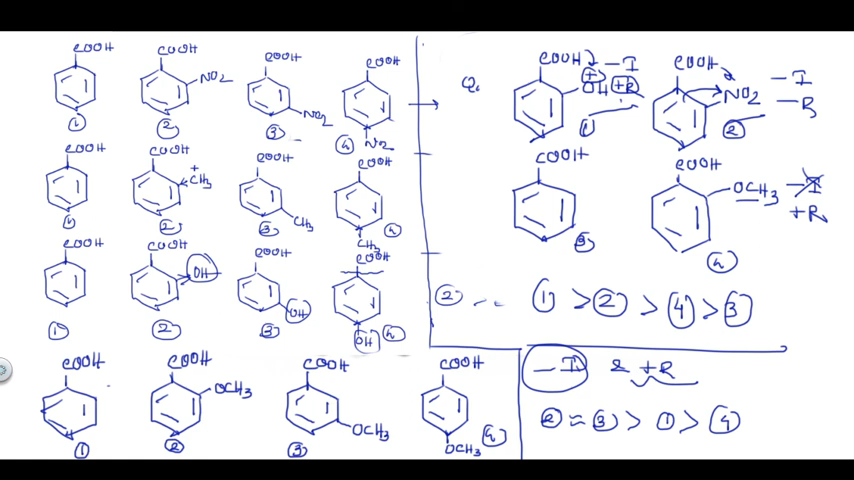 COOH COOH COOH COOH
NO2 NO2 NO2
1 2 3 4
COOH COOH COOH COOH
+
CH3 CH3 CH3
1 2 3 4
COOH COOH COOH COOH
OH OH OH
1 2 3 4
COOH COOH COOH COOH
OCH3 OCH3 OCH3
1 2 3 4
Q.
COOH - I COOH - I
OH +R NO2 - R
1 2
COOH COOH
OCH3 - I
+ R
3 4
2 -- 1 > 2 > 4 > 3
- I & +R
2 ≈ 3 > 1 > 4